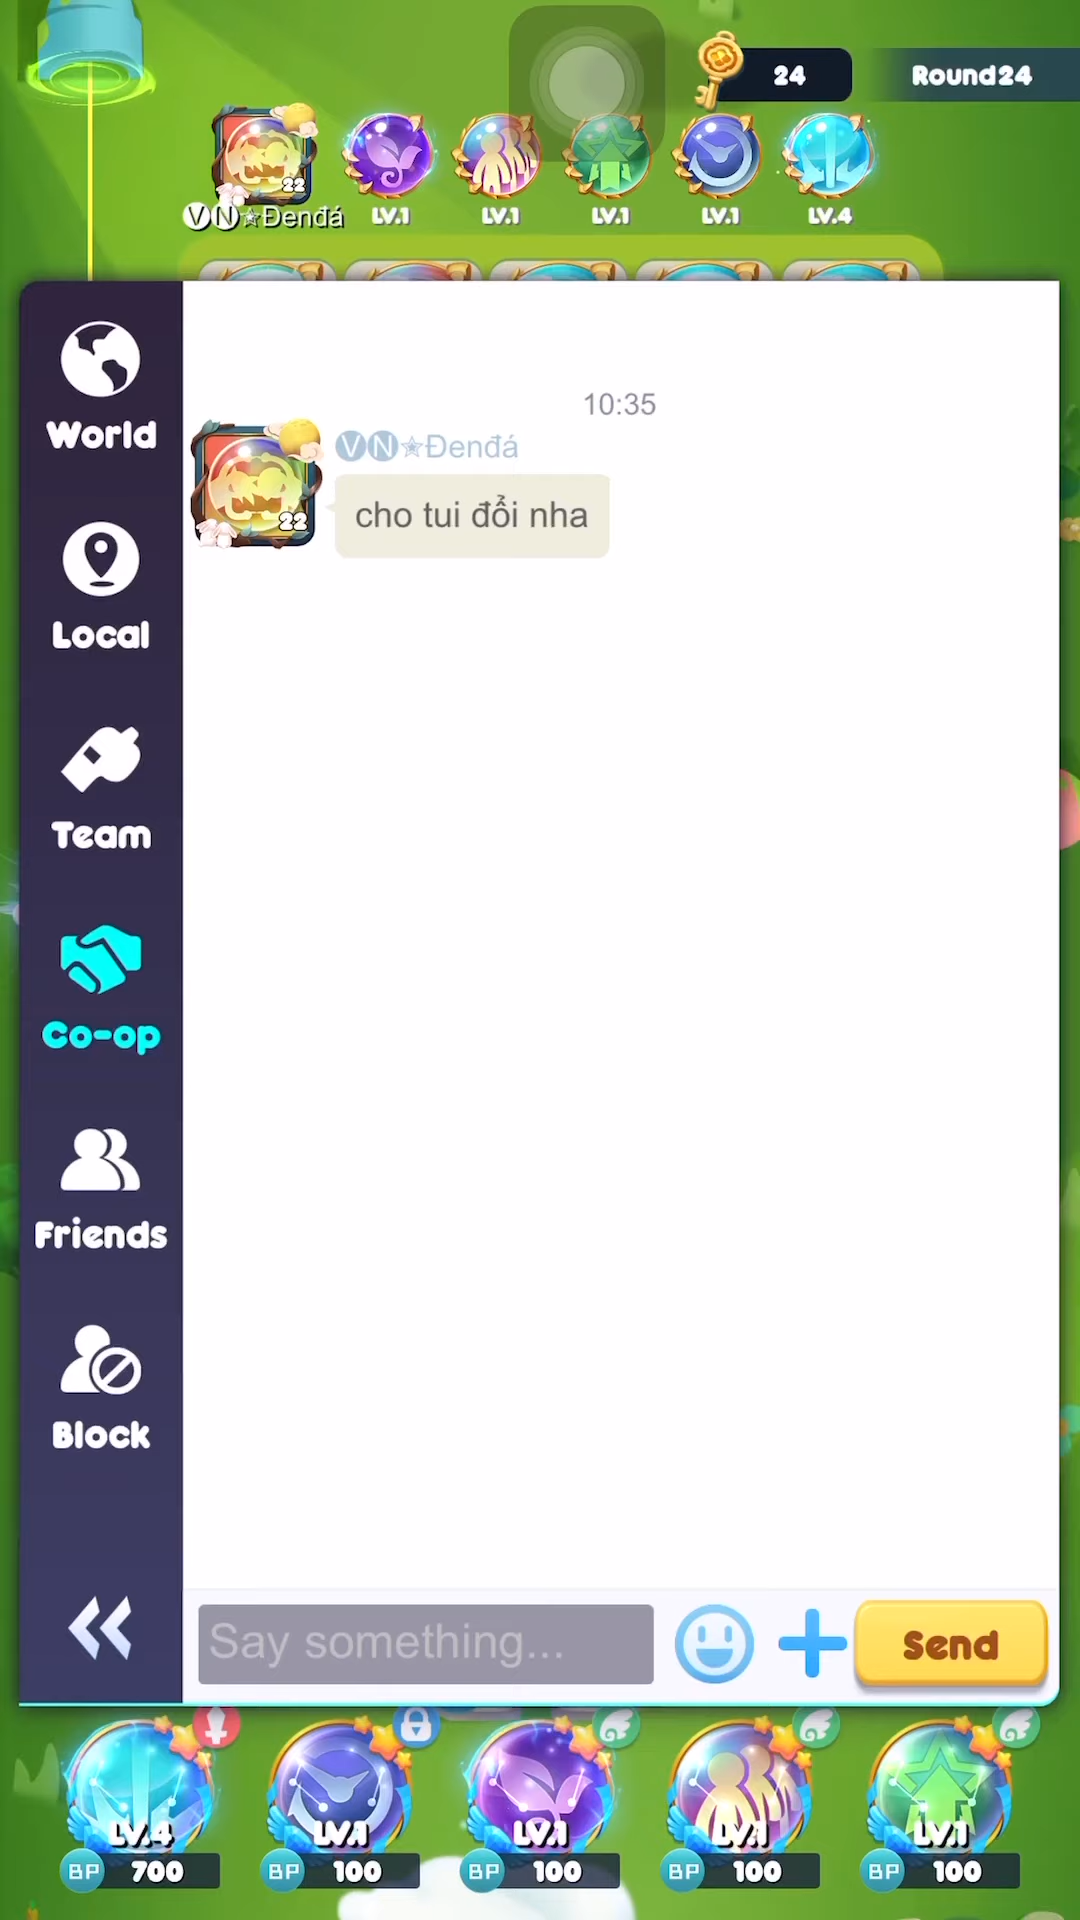 24
Round24
22
ⓋⓃ✯Đenđá
LV.1
LV.1
LV.1
LV.1
LV.4
World
Local
Team
Co-op
Friends
Block
10:35
ⓋⓃ✯Đenđá
22
cho tui đổi nha
Say something...
Send
LV.4
LV.1
LV.1
LV.1
LV.1
BP 700
BP 100
BP 100
BP 100
BP 100